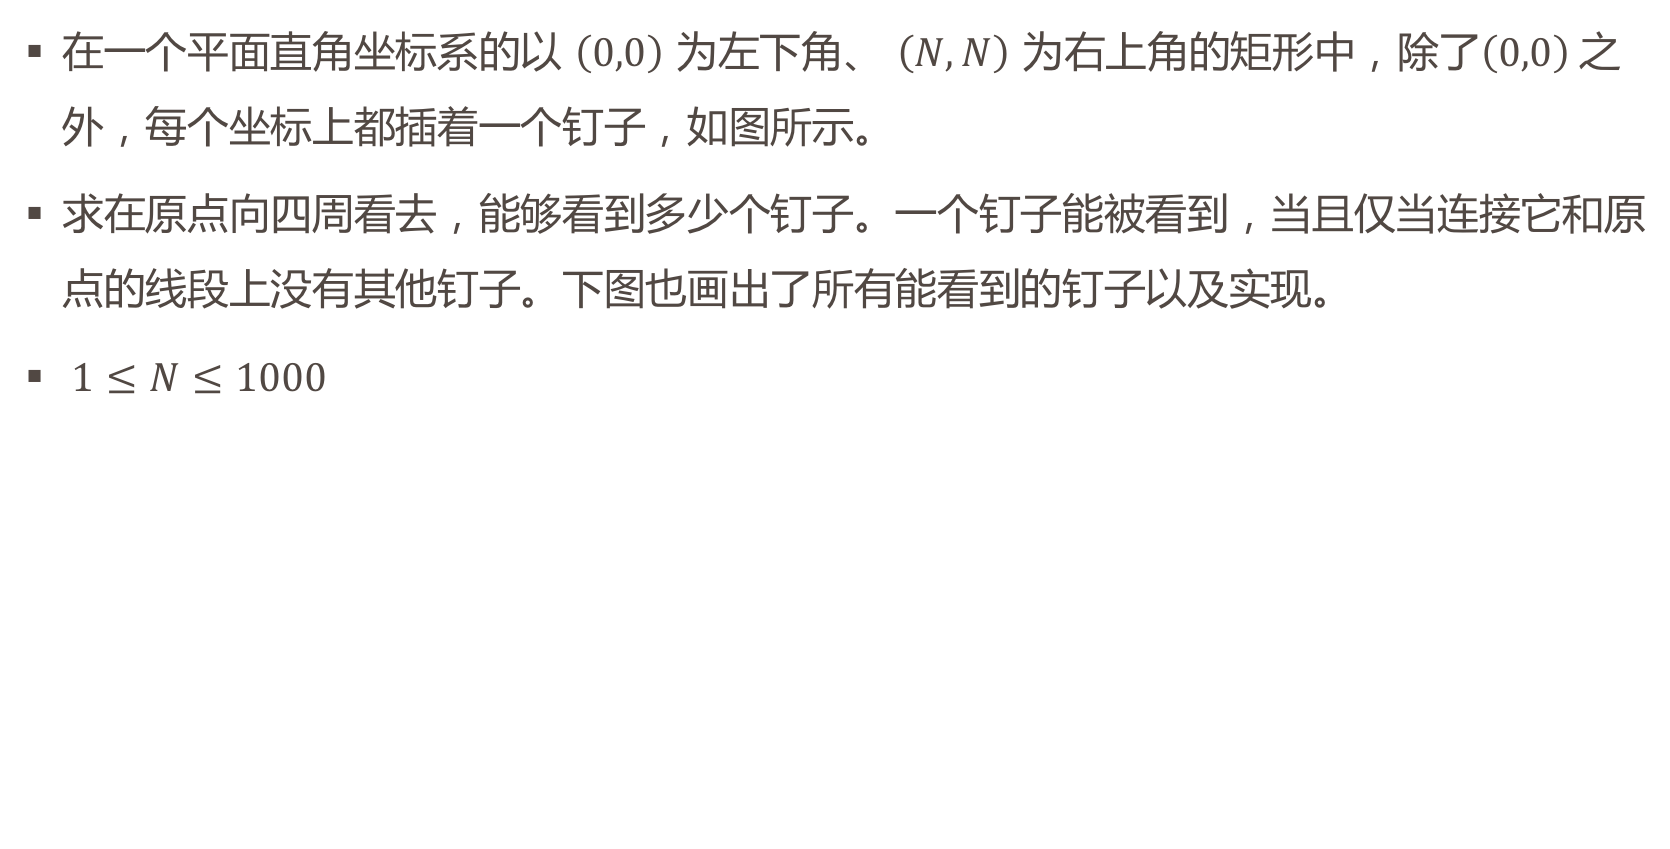 ▪ 在一个平面直角坐标系的以 (0,0) 为左下角、 (N, N) 为右上角的矩形中，除了(0,0) 之
外，每个坐标上都插着一个钉子，如图所示。
▪ 求在原点向四周看去，能够看到多少个钉子。一个钉子能被看到，当且仅当连接它和原
点的线段上没有其他钉子。下图也画出了所有能看到的钉子以及实现。
▪ 1 ≤ N ≤ 1000